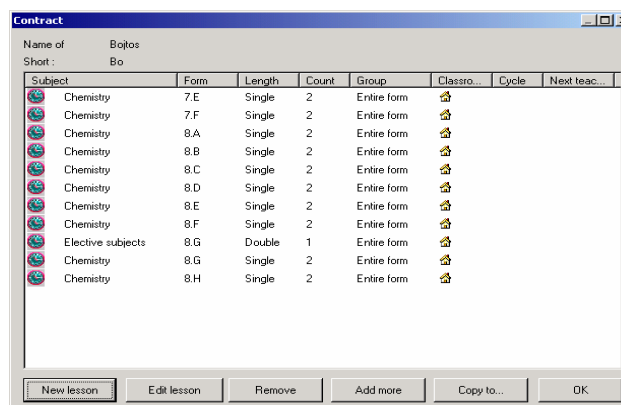 Contract
Name of Bojtos
Short : Bo
Subject Form Length Count Group Classro... Cycle Next teac...
Chemistry 7.E Single 2 Entire form
Chemistry 7.F Single 2 Entire form
Chemistry 8.A Single 2 Entire form
Chemistry 8.B Single 2 Entire form
Chemistry 8.C Single 2 Entire form
Chemistry 8.D Single 2 Entire form
Chemistry 8.E Single 2 Entire form
Chemistry 8.F Single 2 Entire form
Elective subjects 8.G Double 1 Entire form
Chemistry 8.G Single 2 Entire form
Chemistry 8.H Single 2 Entire form
New lesson Edit lesson Remove Add more Copy to... OK